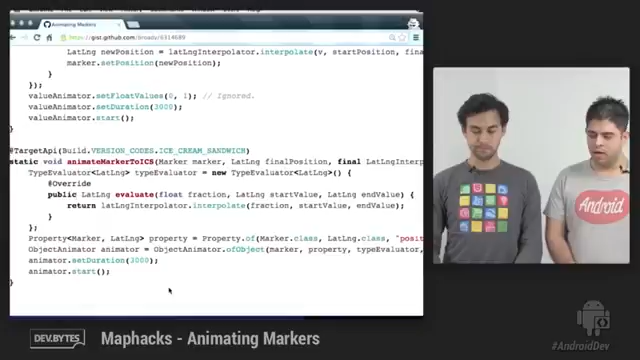 Animating Markers
https://gist.github.com/broady/6314689
LatLng newPosition = latLngInterpolator.interpolate(v, startPosition, fina
marker.setPosition(newPosition);
}
});
valueAnimator.setFloatValues(0, 1); // Ignored.
valueAnimator.setDuration(3000);
valueAnimator.start();
}
@TargetApi(Build.VERSION_CODES.ICE_CREAM_SANDWICH)
static void animateMarkerToICS(Marker marker, LatLng finalPosition, final LatLngInterp
TypeEvaluator<LatLng> typeEvaluator = new TypeEvaluator<LatLng>() {
@Override
public LatLng evaluate(float fraction, LatLng startValue, LatLng endValue) {
return latLngInterpolator.interpolate(fraction, startValue, endValue);
}
};
Property<Marker, LatLng> property = Property.of(Marker.class, LatLng.class, "posit
ObjectAnimator animator = ObjectAnimator.ofObject(marker, property, typeEvaluator,
animator.setDuration(3000);
animator.start();
}
Android
DEV.BYTES
Maphacks - Animating Markers
#AndroidDev